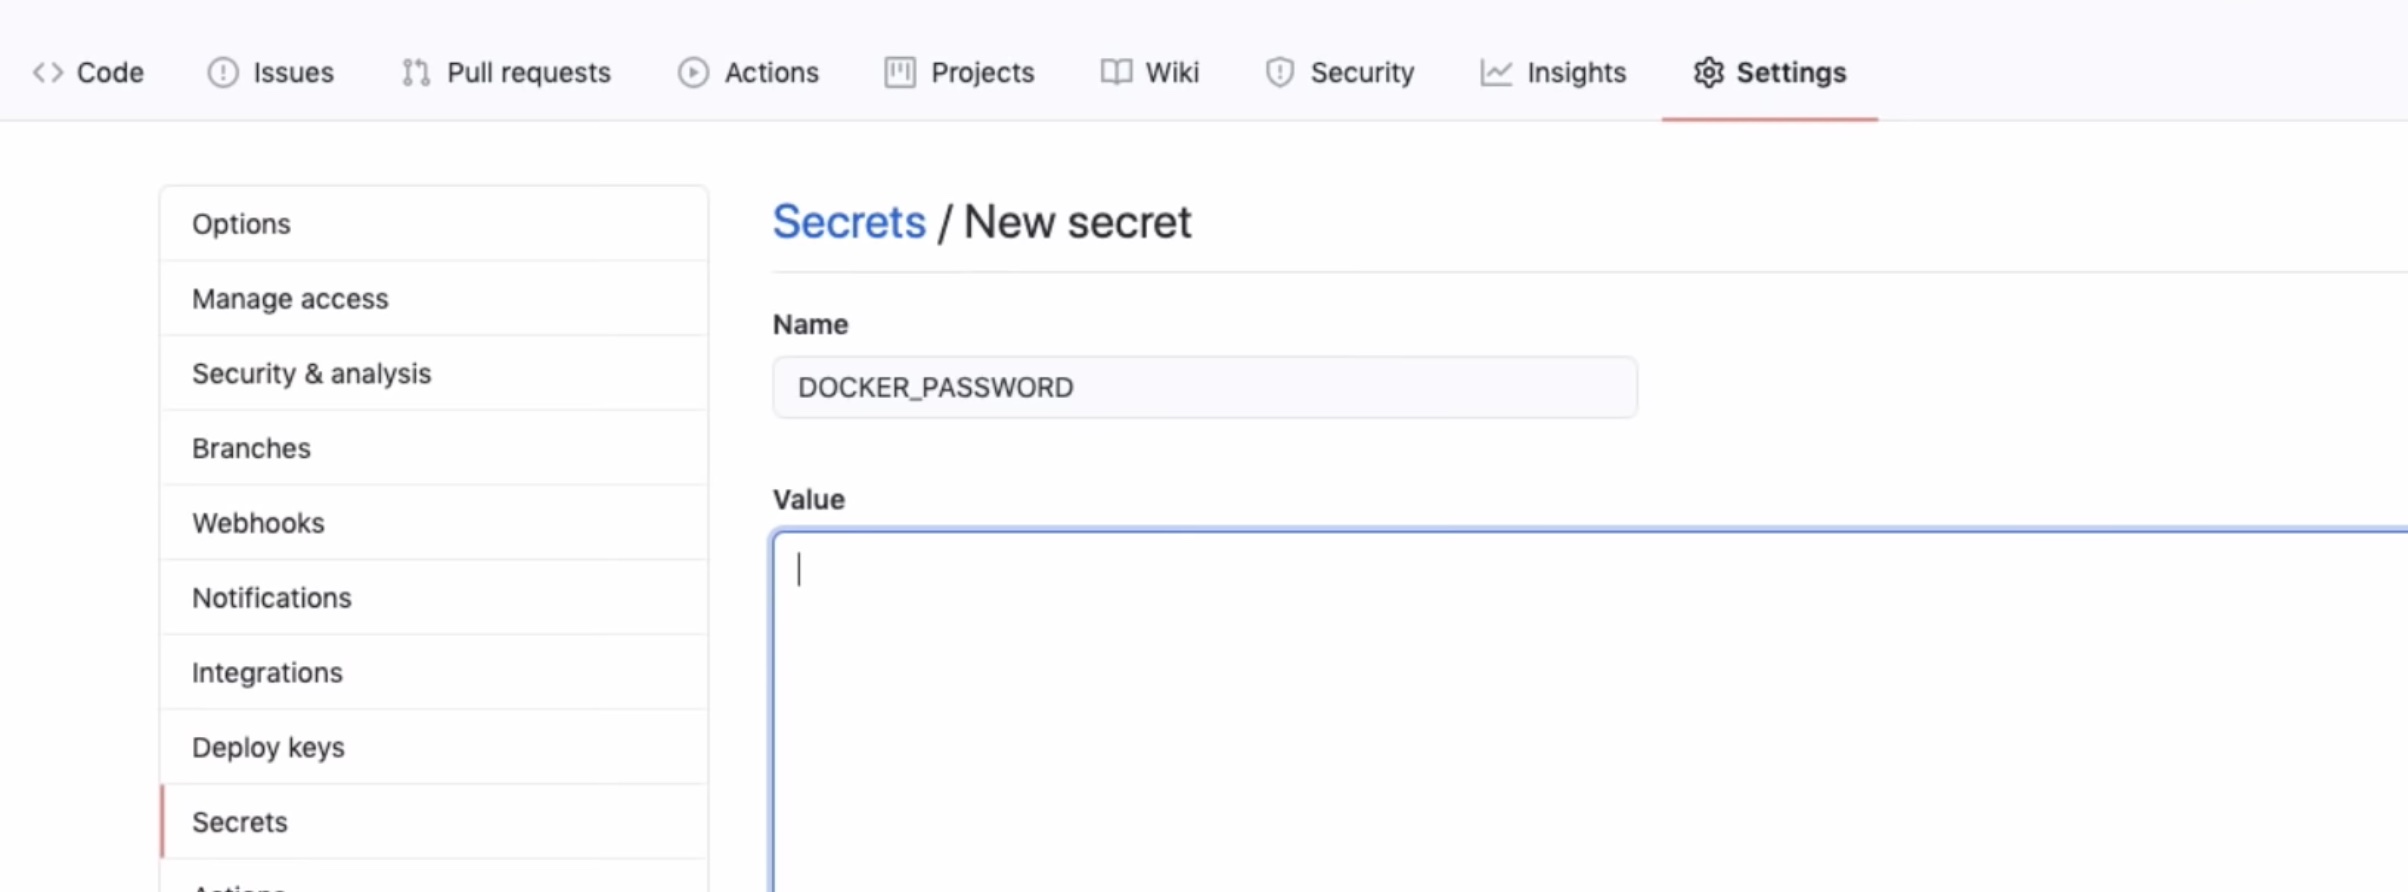 Code Issues Pull requests Actions Projects Wiki Security Insights Settings
Options
Manage access
Security & analysis
Branches
Webhooks
Notifications
Integrations
Deploy keys
Secrets
Secrets / New secret
Name
DOCKER_PASSWORD
Value